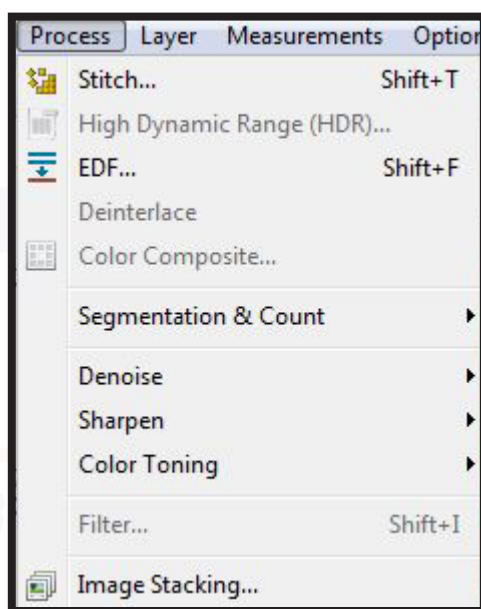 Process Layer Measurements Option
Stitch... Shift+T
High Dynamic Range (HDR)...
EDF... Shift+F
Deinterlace
Color Composite...
Segmentation & Count
Denoise
Sharpen
Color Toning
Filter... Shift+I
Image Stacking...